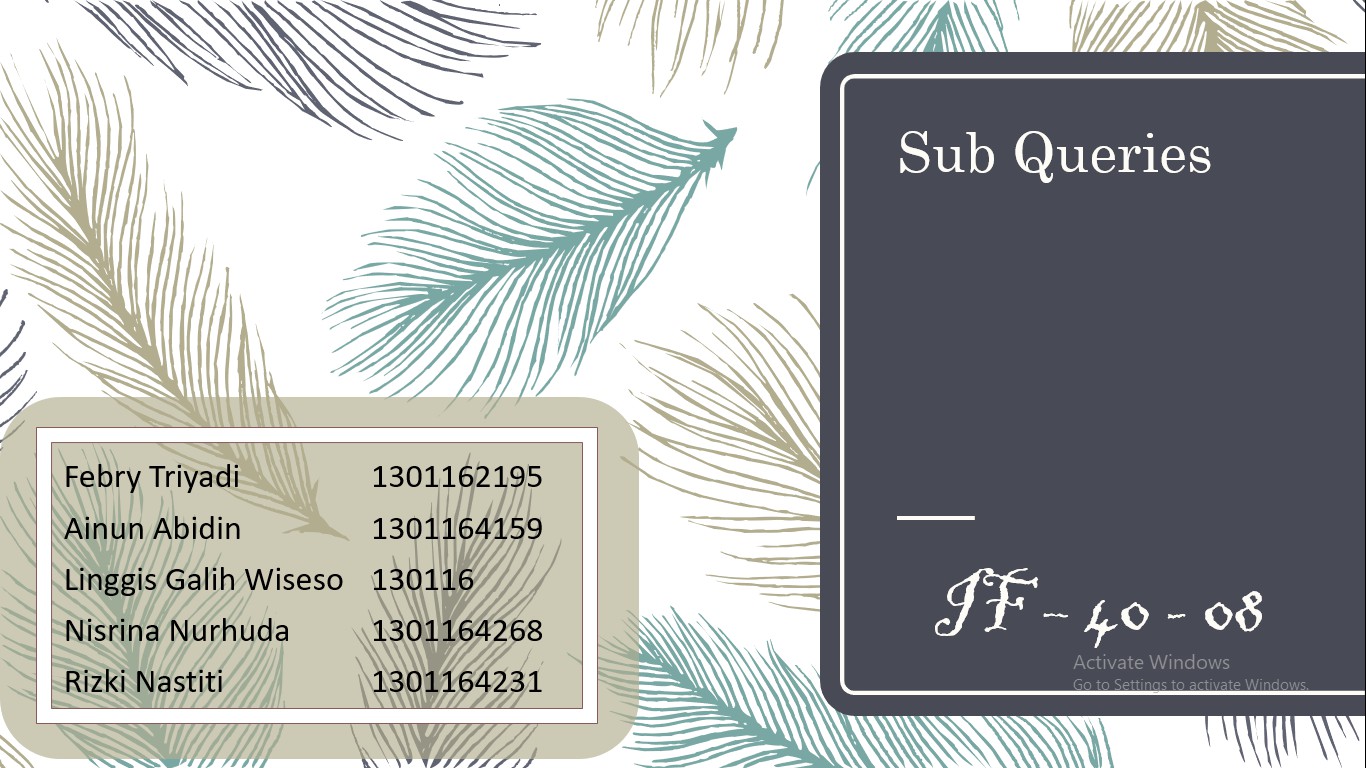 Sub Queries
IF - 40 - 08
Febry Triyadi 1301162195
Ainun Abidin 1301164159
Linggis Galih Wiseso 130116
Nisrina Nurhuda 1301164268
Rizki Nastiti 1301164231
Activate Windows
Go to Settings to activate Windows.